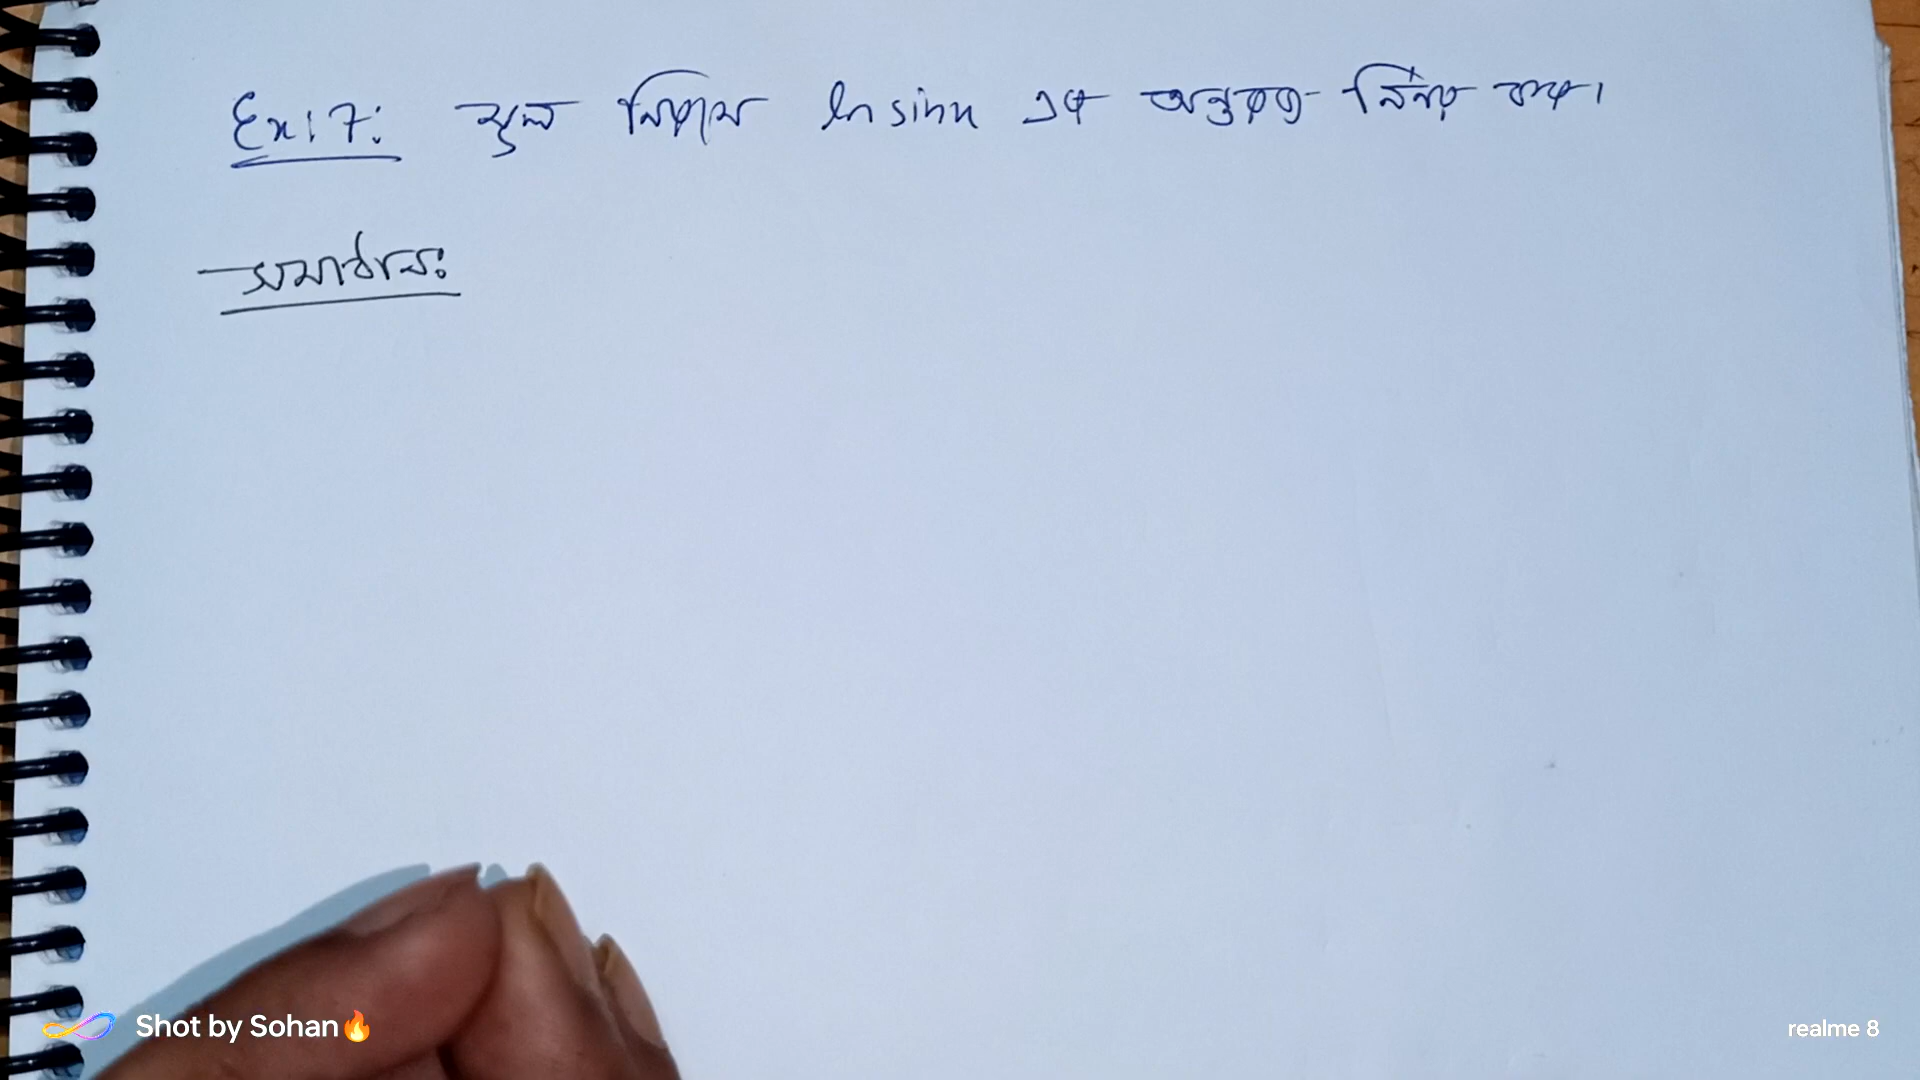 Ex: 7: মূল নিয়মে ln sinx এর অন্তরজ নির্ণয় কর।
সমাধান:
Shot by Sohan🔥
realme 8